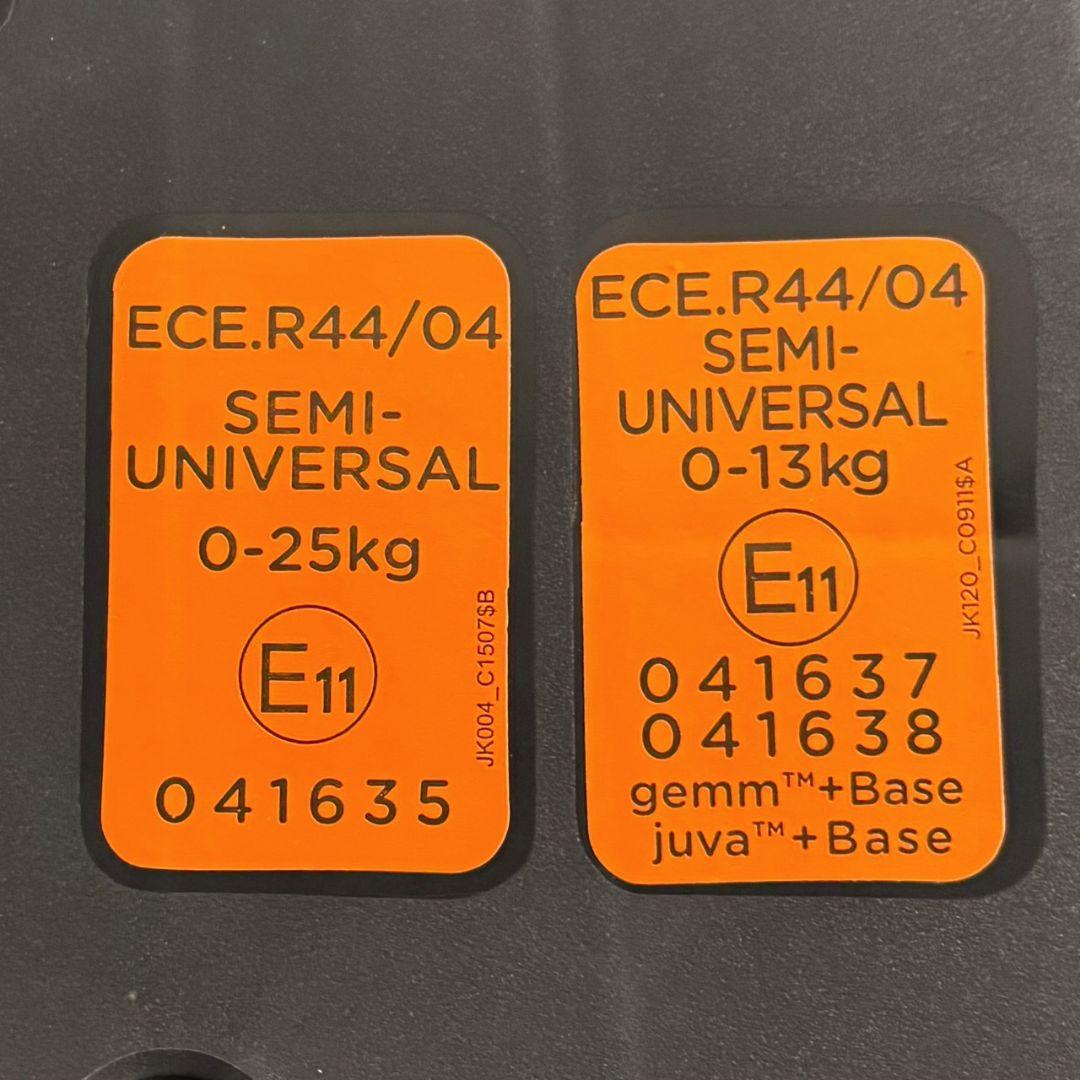 ECE.R44/04
SEMI-
UNIVERSAL
0-25kg
E11
JK004_C1507$B
041635
ECE.R44/04
SEMI-
UNIVERSAL
0-13kg
E11
JK120_C0911$A
041637
041638
gemm™+Base
juva™+Base